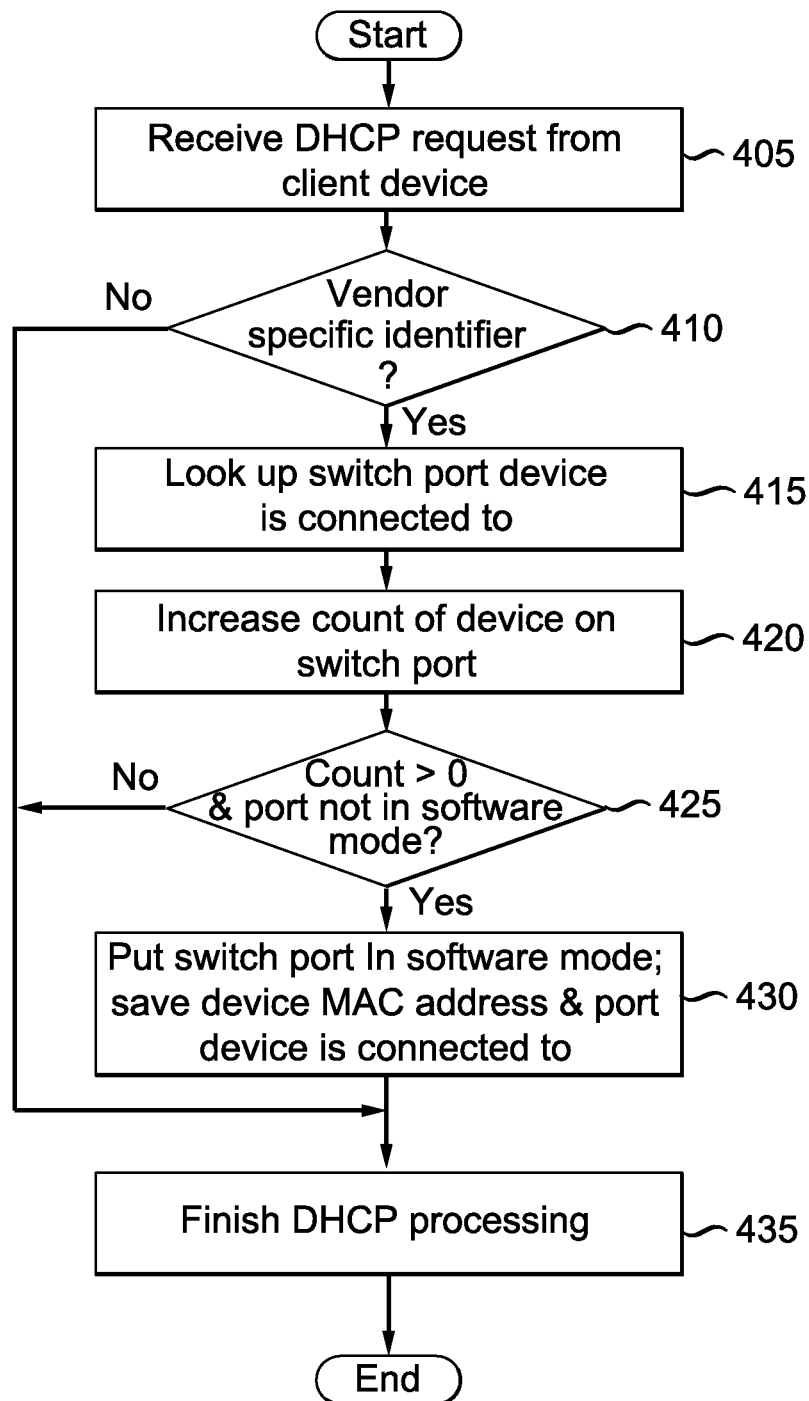 Start
Receive DHCP request from
client device
405
No
Vendor
specific identifier
?
410
Yes
Look up switch port device
is connected to
415
Increase count of device on
switch port
420
No
Count > 0
& port not in software
mode?
425
Yes
Put switch port In software mode;
save device MAC address & port
device is connected to
430
Finish DHCP processing
435
End